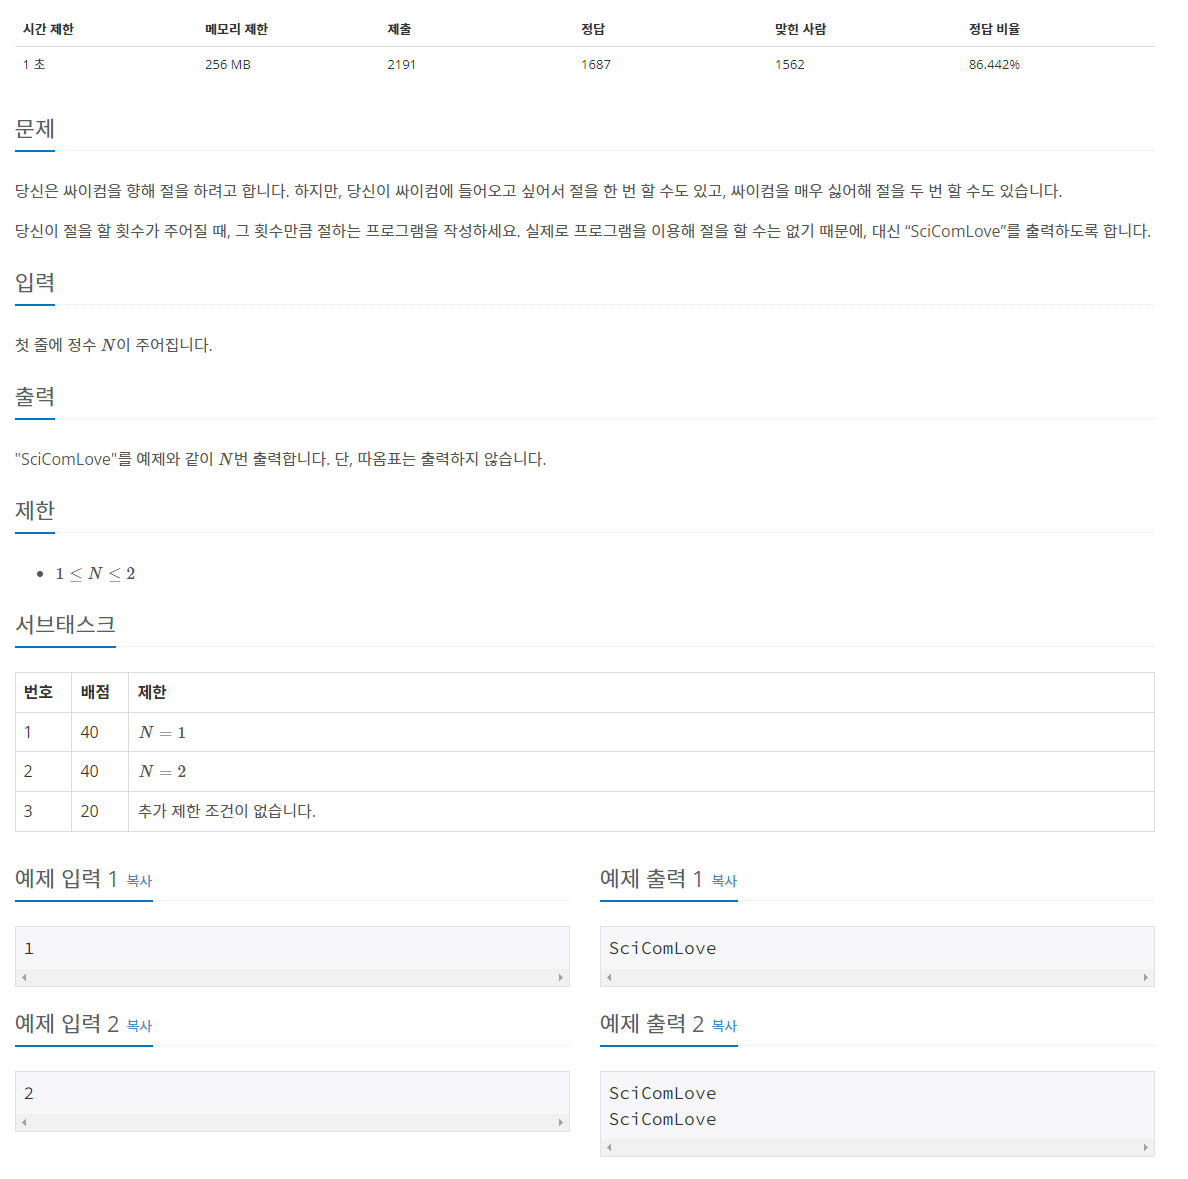 시간 제한 메모리 제한 제출 정답 맞힌 사람 정답 비율
1 초 256 MB 2191 1687 1562 86.442%
문제
당신은 싸이컴을 향해 절을 하려고 합니다. 하지만, 당신이 싸이컴에 들어오고 싶어서 절을 한 번 할 수도 있고, 싸이컴을 매우 싫어해 절을 두 번 할 수도 있습니다.
당신이 절을 할 횟수가 주어질 때, 그 횟수만큼 절하는 프로그램을 작성하세요. 실제로 프로그램을 이용해 절을 할 수는 없기 때문에, 대신 “SciComLove”를 출력하도록 합니다.
입력
첫 줄에 정수 N이 주어집니다.
출력
"SciComLove"를 예제와 같이 N번 출력합니다. 단, 따옴표는 출력하지 않습니다.
제한
• 1 ≤ N ≤ 2
서브태스크
번호 배점 제한
1 40 N = 1
2 40 N = 2
3 20 추가 제한 조건이 없습니다.
예제 입력 1 복사
1
예제 출력 1 복사
SciComLove
예제 입력 2 복사
2
예제 출력 2 복사
SciComLove
SciComLove